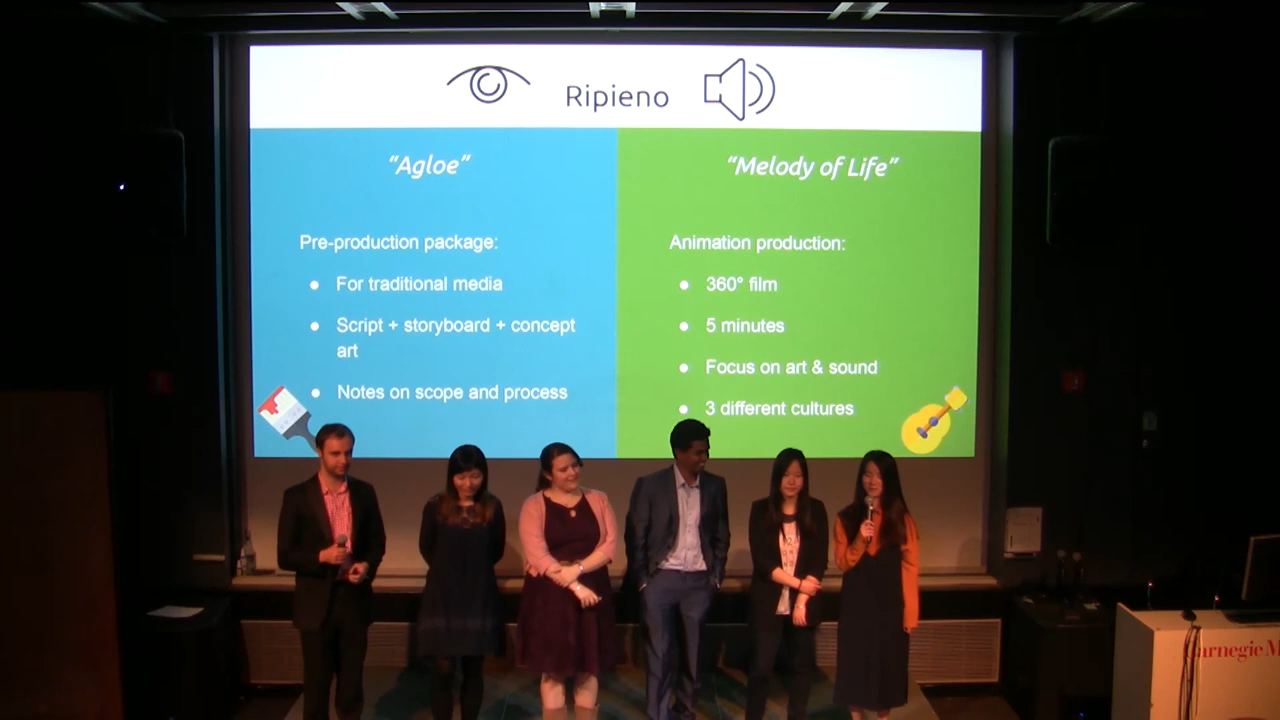 Ripieno
“Agloe”
Pre-production package:
● For traditional media
● Script + storyboard + concept
art
● Notes on scope and process
“Melody of Life”
Animation production:
● 360° film
● 5 minutes
● Focus on art & sound
● 3 different cultures
Carnegie M